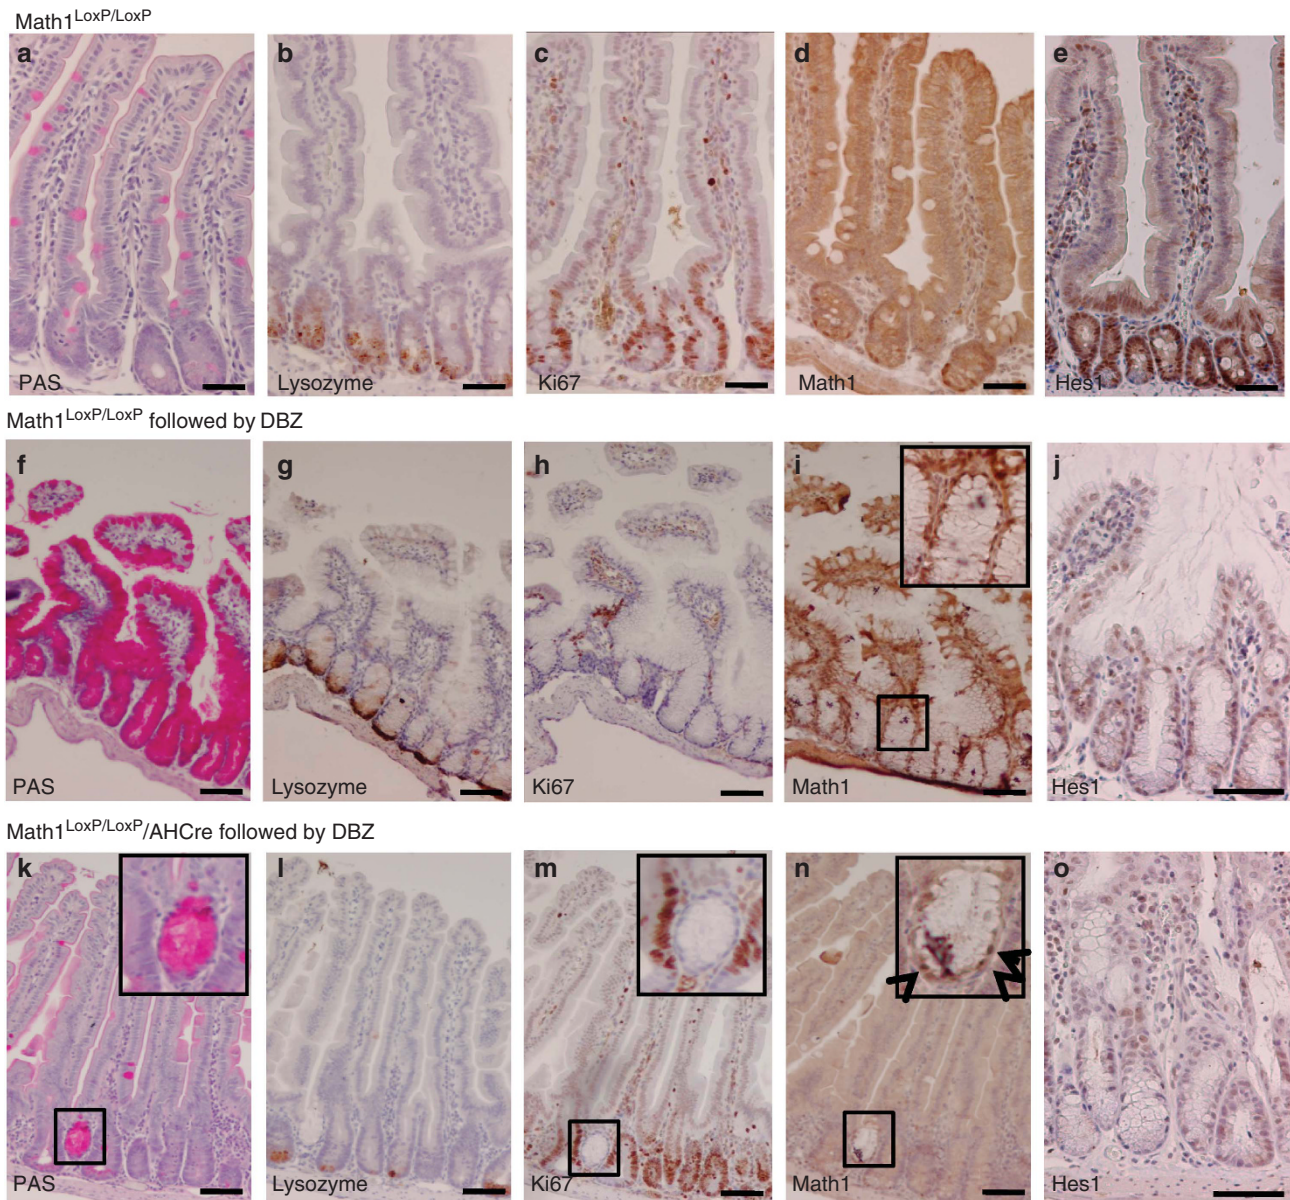 Math1LoxP/LoxP
a b c d e
PAS Lysozyme Ki67 Math1 Hes1
Math1LoxP/LoxP followed by DBZ
f g h i j
PAS Lysozyme Ki67 Math1 Hes1
Math1LoxP/LoxP/AHCre followed by DBZ
k l m n o
PAS Lysozyme Ki67 Math1 Hes1